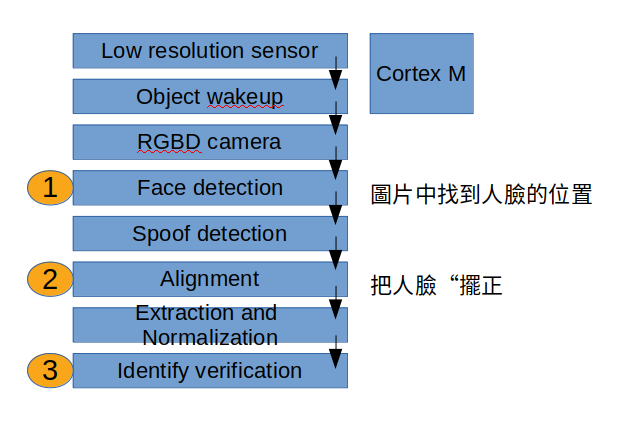 Low resolution sensor
Cortex M
Object wakeup
RGBD camera
1
Face detection
圖片中找到人臉的位置
Spoof detection
2
Alignment
把人臉“擺正
Extraction and
Normalization
3
Identify verification